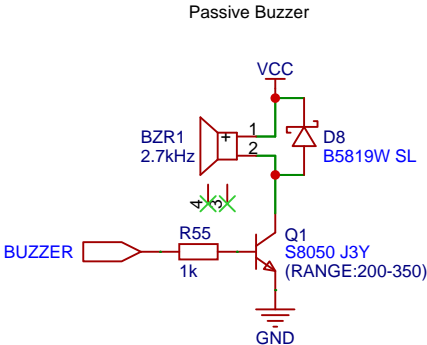 Passive Buzzer
VCC
BZR1
2.7kHz
+
1
2
D8
B5819W SL
4
3
BUZZER
R55
1k
Q1
S8050 J3Y
(RANGE:200-350)
GND